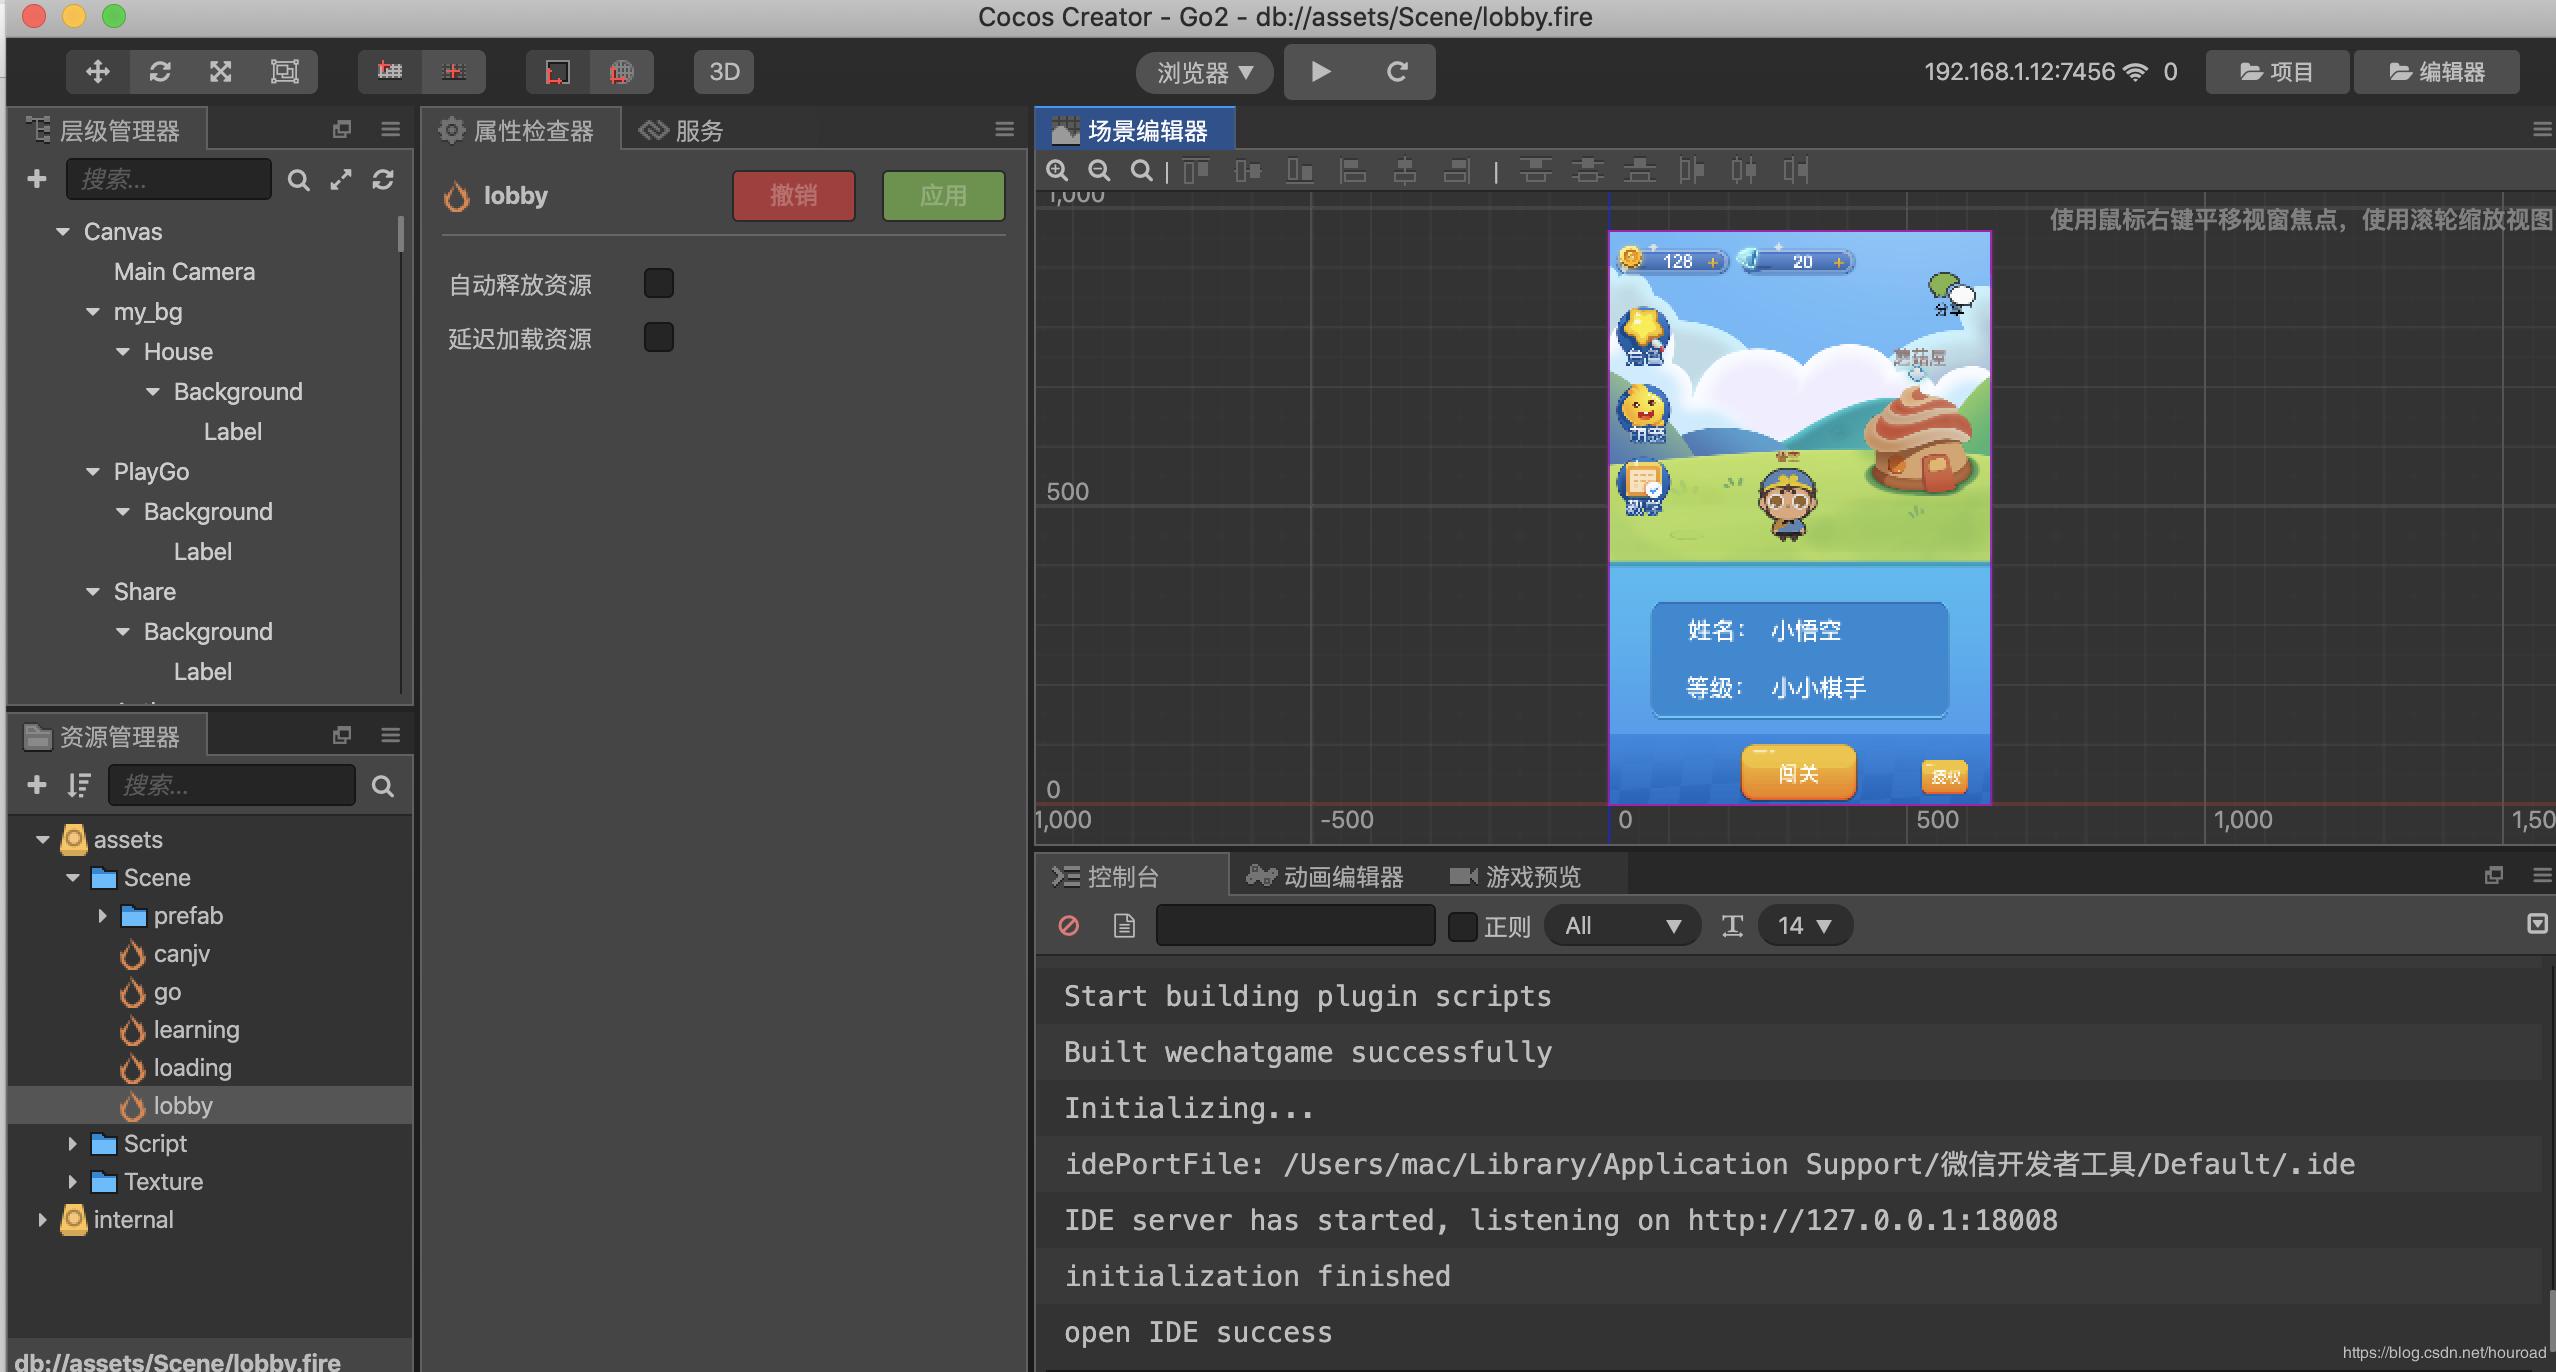 Cocos Creator - Go2 - db://assets/Scene/lobby.fire
3D
浏览器
192.168.1.12:7456 0
项目
编辑器
层级管理器
搜索...
Canvas
Main Camera
my_bg
House
Background
Label
PlayGo
Background
Label
Share
Background
Label
资源管理器
搜索...
assets
Scene
prefab
canjv
go
learning
loading
lobby
Script
Texture
internal
db://assets/Scene/lobby.fire
属性检查器
服务
lobby
撤销
应用
自动释放资源
延迟加载资源
场景编辑器
使用鼠标右键平移视窗焦点，使用滚轮缩放视图
1,000
500
0
1,000
-500
0
500
1,000
1,50
128
20
分享
蘑菇屋
角色
萌宠
姓名： 小悟空
等级： 小小棋手
闯关
授权
控制台
动画编辑器
游戏预览
正则
All
14
Start building plugin scripts
Built wechatgame successfully
Initializing...
idePortFile: /Users/mac/Library/Application Support/微信开发者工具/Default/.ide
IDE server has started, listening on http://127.0.0.1:18008
initialization finished
open IDE success
https://blog.csdn.net/houroad